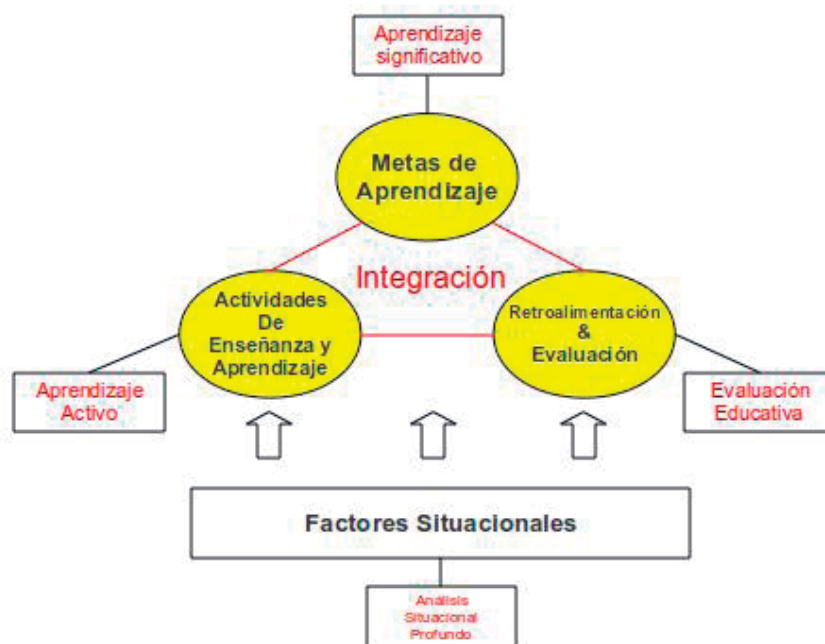 Aprendizaje
significativo
Metas de
Aprendizaje
Integración
Actividades
De
Enseñanza y
Aprendizaje
Retroalimentación
&
Evaluación
Aprendizaje
Activo
Evaluación
Educativa
Factores Situacionales
Análisis
Situacional
Profundo